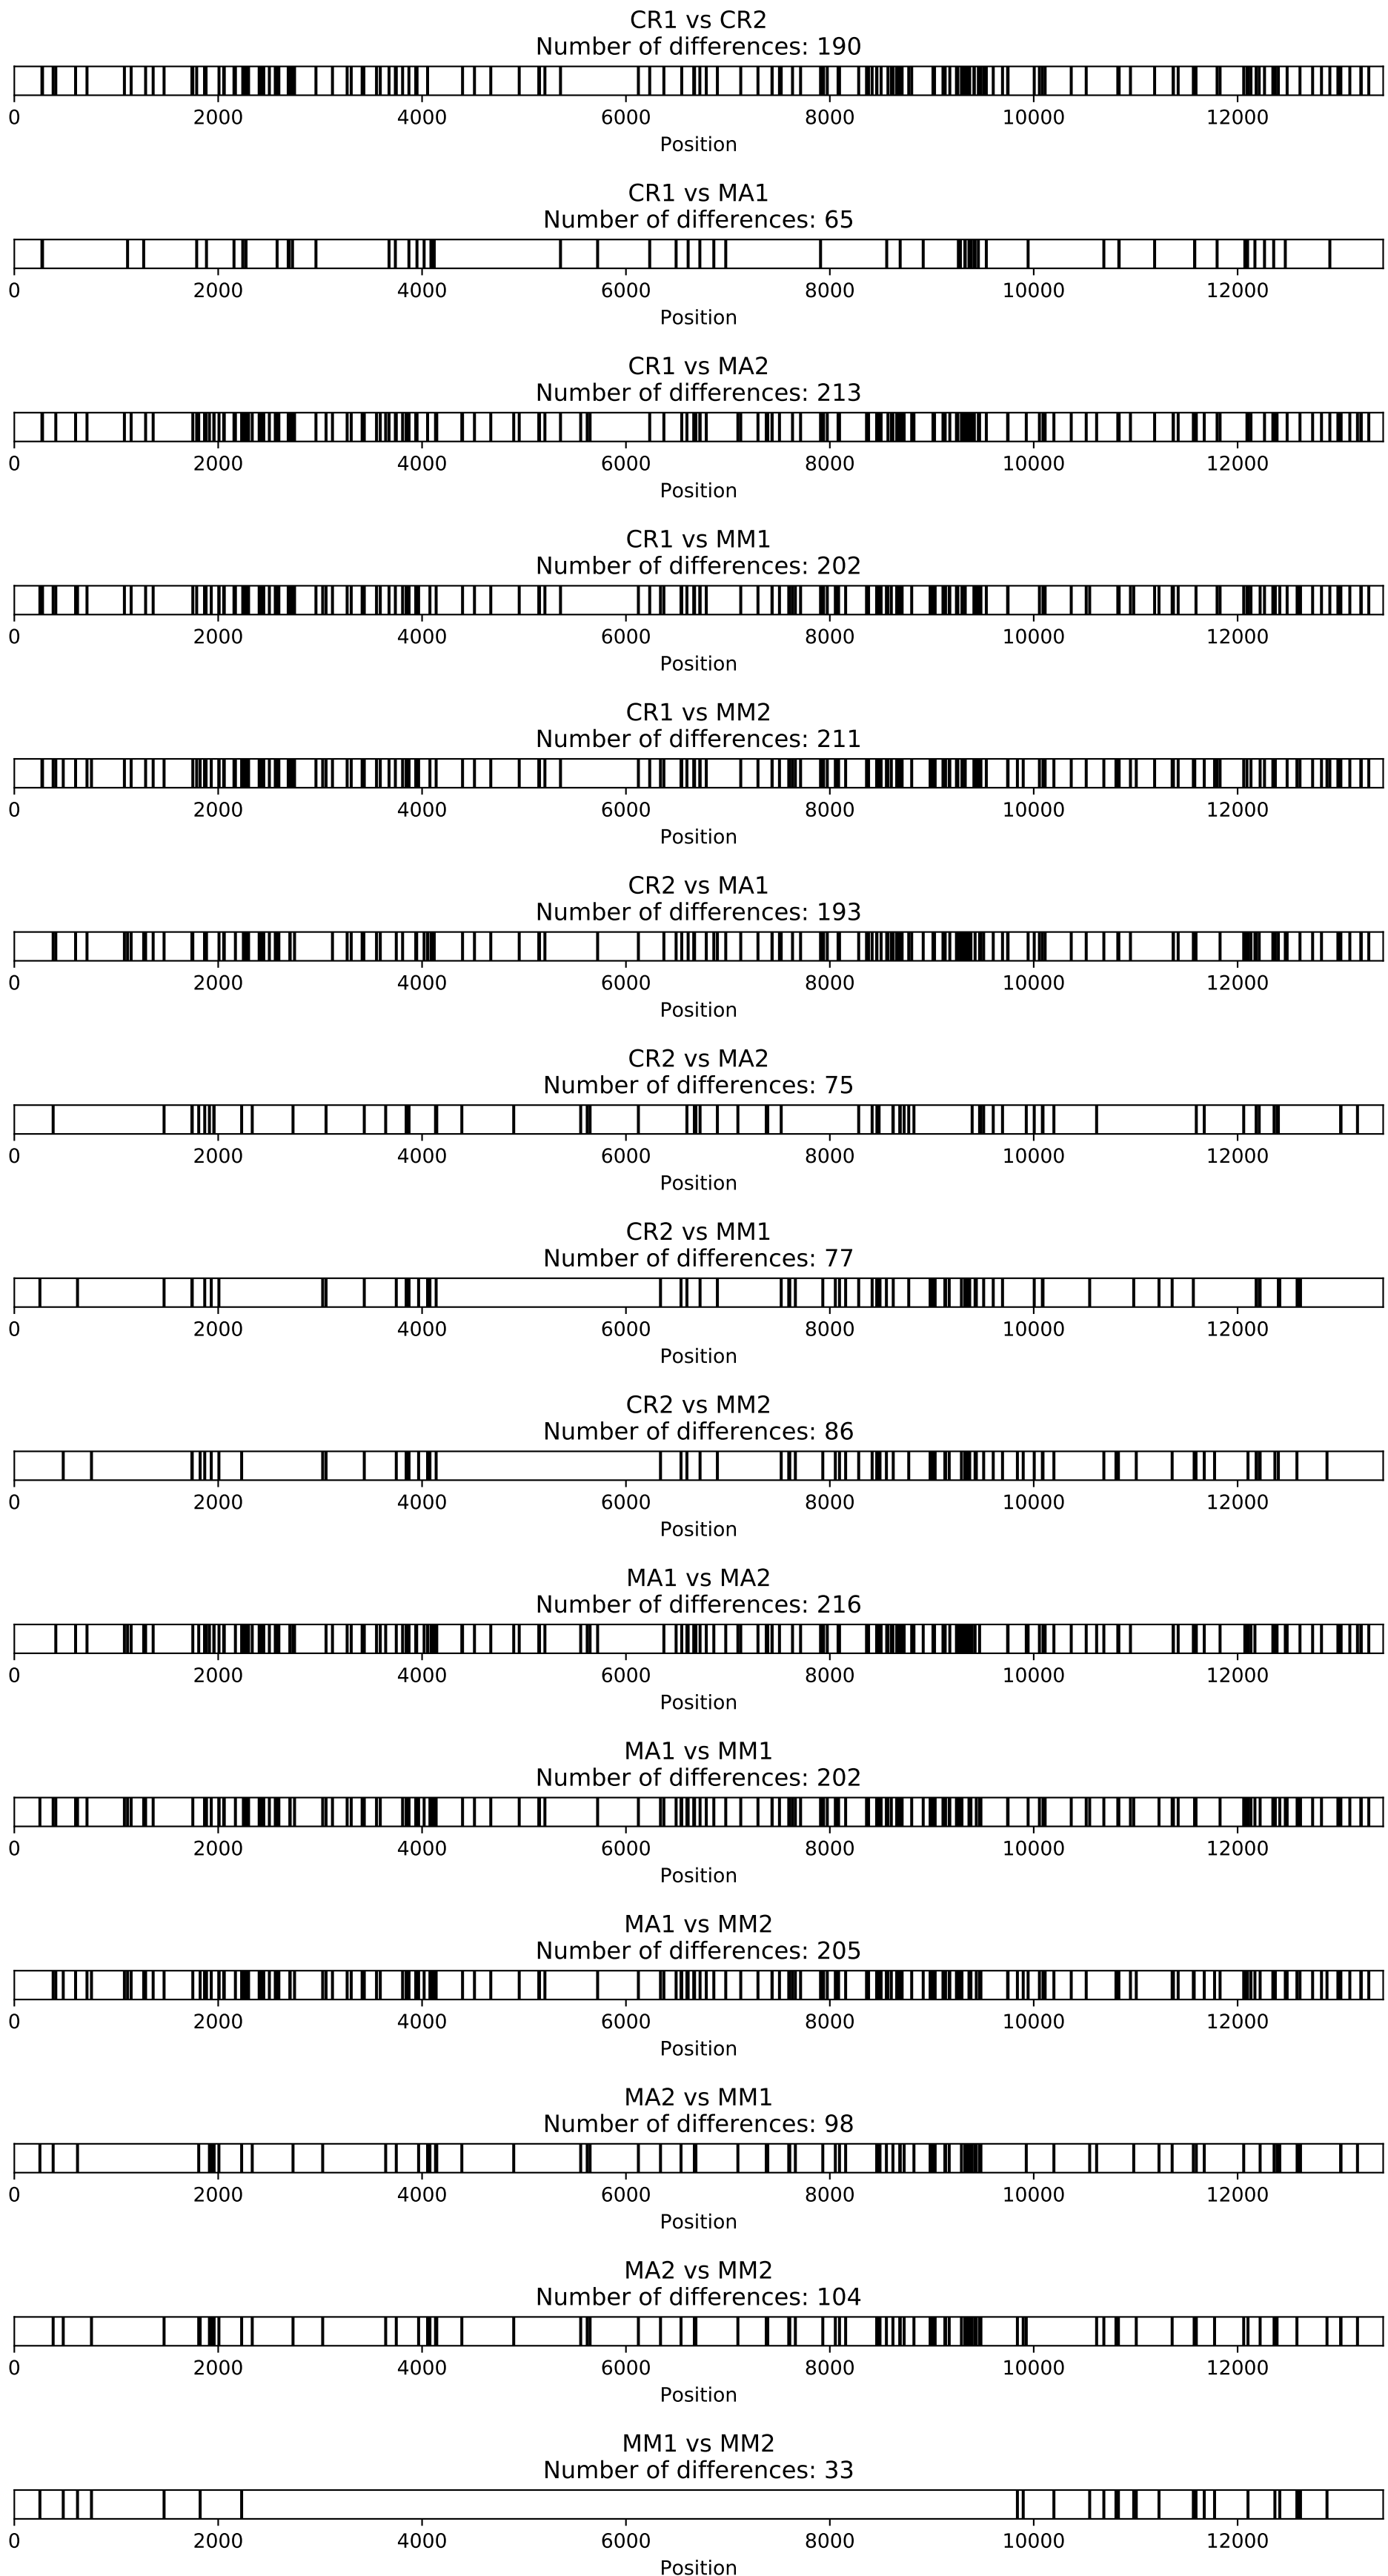 CR1 vs CR2
Number of differences: 190
0 2000 4000 6000 8000 10000 12000
Position
CR1 vs MA1
Number of differences: 65
0 2000 4000 6000 8000 10000 12000
Position
CR1 vs MA2
Number of differences: 213
0 2000 4000 6000 8000 10000 12000
Position
CR1 vs MM1
Number of differences: 202
0 2000 4000 6000 8000 10000 12000
Position
CR1 vs MM2
Number of differences: 211
0 2000 4000 6000 8000 10000 12000
Position
CR2 vs MA1
Number of differences: 193
0 2000 4000 6000 8000 10000 12000
Position
CR2 vs MA2
Number of differences: 75
0 2000 4000 6000 8000 10000 12000
Position
CR2 vs MM1
Number of differences: 77
0 2000 4000 6000 8000 10000 12000
Position
CR2 vs MM2
Number of differences: 86
0 2000 4000 6000 8000 10000 12000
Position
MA1 vs MA2
Number of differences: 216
0 2000 4000 6000 8000 10000 12000
Position
MA1 vs MM1
Number of differences: 202
0 2000 4000 6000 8000 10000 12000
Position
MA1 vs MM2
Number of differences: 205
0 2000 4000 6000 8000 10000 12000
Position
MA2 vs MM1
Number of differences: 98
0 2000 4000 6000 8000 10000 12000
Position
MA2 vs MM2
Number of differences: 104
0 2000 4000 6000 8000 10000 12000
Position
MM1 vs MM2
Number of differences: 33
0 2000 4000 6000 8000 10000 12000
Position